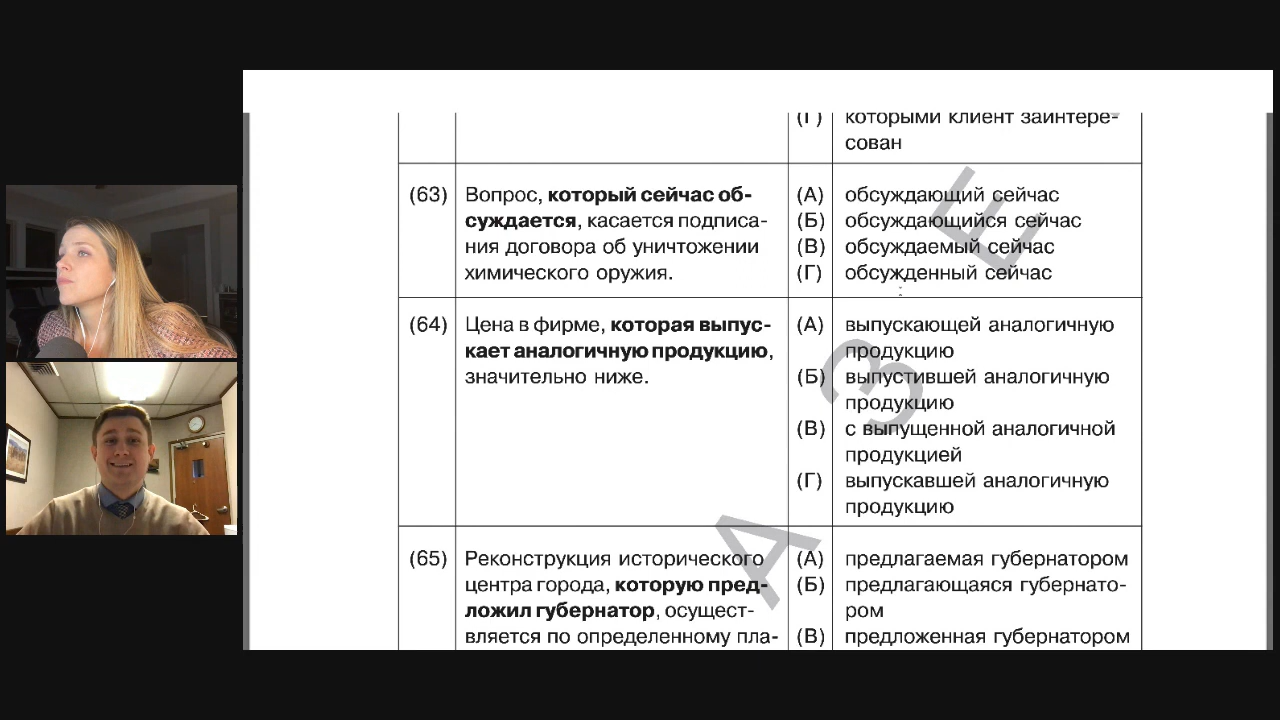 (Г) которыми клиент заинтере-
сован
(63) Вопрос, который сейчас об-
суждается, касается подписа-
ния договора об уничтожении
химического оружия.
(А) обсуждающий сейчас
(Б) обсуждающийся сейчас
(В) обсуждаемый сейчас
(Г) обсужденный сейчас
(64) Цена в фирме, которая выпус-
кает аналогичную продукцию,
значительно ниже.
(А) выпускающей аналогичную
продукцию
(Б) выпустившей аналогичную
продукцию
(В) с выпущенной аналогичной
продукцией
(Г) выпускавшей аналогичную
продукцию
(65) Реконструкция исторического
центра города, которую пред-
ложил губернатор, осущест-
вляется по определенному пла-
(А) предлагаемая губернатором
(Б) предлагающаяся губернато-
ром
(В) предложенная губернатором
А З Е